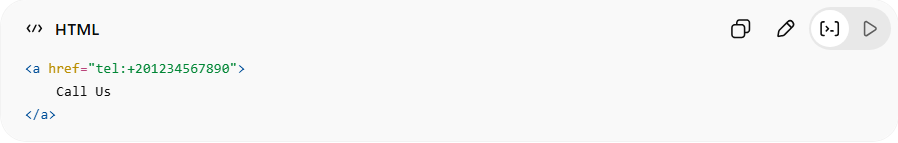 HTML
<a href="tel:+201234567890">
Call Us
</a>